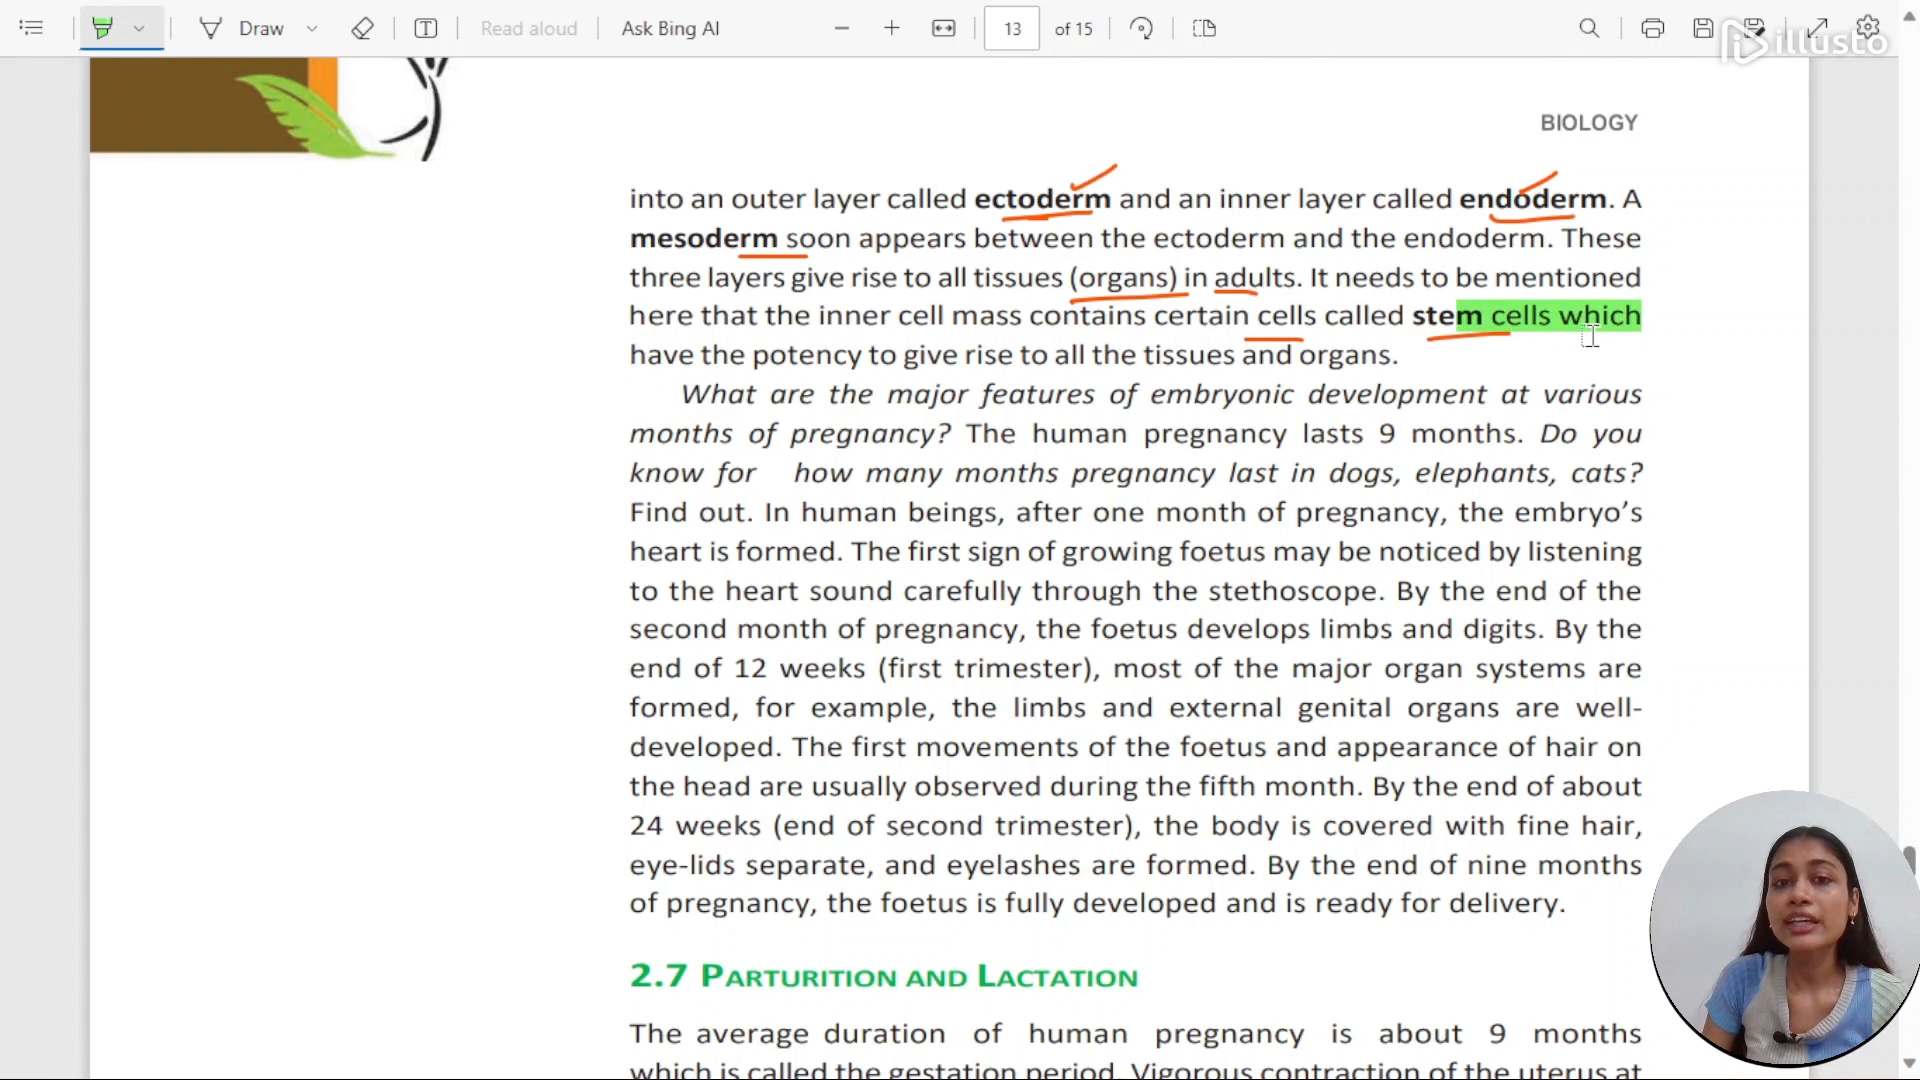 Draw
Read aloud
Ask Bing AI
13 of 15
illusto
BIOLOGY
into an outer layer called ectoderm and an inner layer called endoderm. A
mesoderm soon appears between the ectoderm and the endoderm. These
three layers give rise to all tissues (organs) in adults. It needs to be mentioned
here that the inner cell mass contains certain cells called stem cells which
have the potency to give rise to all the tissues and organs.
What are the major features of embryonic development at various
months of pregnancy? The human pregnancy lasts 9 months. Do you
know for how many months pregnancy last in dogs, elephants, cats?
Find out. In human beings, after one month of pregnancy, the embryo’s
heart is formed. The first sign of growing foetus may be noticed by listening
to the heart sound carefully through the stethoscope. By the end of the
second month of pregnancy, the foetus develops limbs and digits. By the
end of 12 weeks (first trimester), most of the major organ systems are
formed, for example, the limbs and external genital organs are well-
developed. The first movements of the foetus and appearance of hair on
the head are usually observed during the fifth month. By the end of about
24 weeks (end of second trimester), the body is covered with fine hair,
eye-lids separate, and eyelashes are formed. By the end of nine months
of pregnancy, the foetus is fully developed and is ready for delivery.
2.7 PARTURITION AND LACTATION
The average duration of human pregnancy is about 9 months
which is called the gestation period. Vigorous contraction of the uterus at